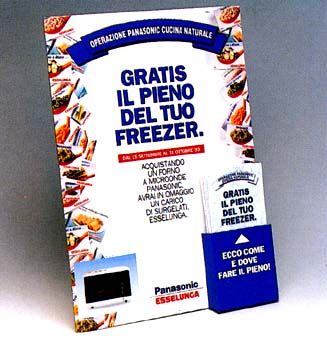 OPERAZIONE PANASONIC CUCINA NATURALE
GRATIS
IL PIENO
DEL TUO
FREEZER.
ACQUISTANDO
UN FORNO
A MICROONDE
PANASONIC,
AVRAI IN OMAGGIO
UN CARICO
DI SURGELATI
ESSELUNGA.
Panasonic
ESSELUNGA
GRATIS
IL PIENO
DEL TUO
FREEZER.
ECCO COME
E DOVE
FARE IL PIENO!
ESSELUNGA